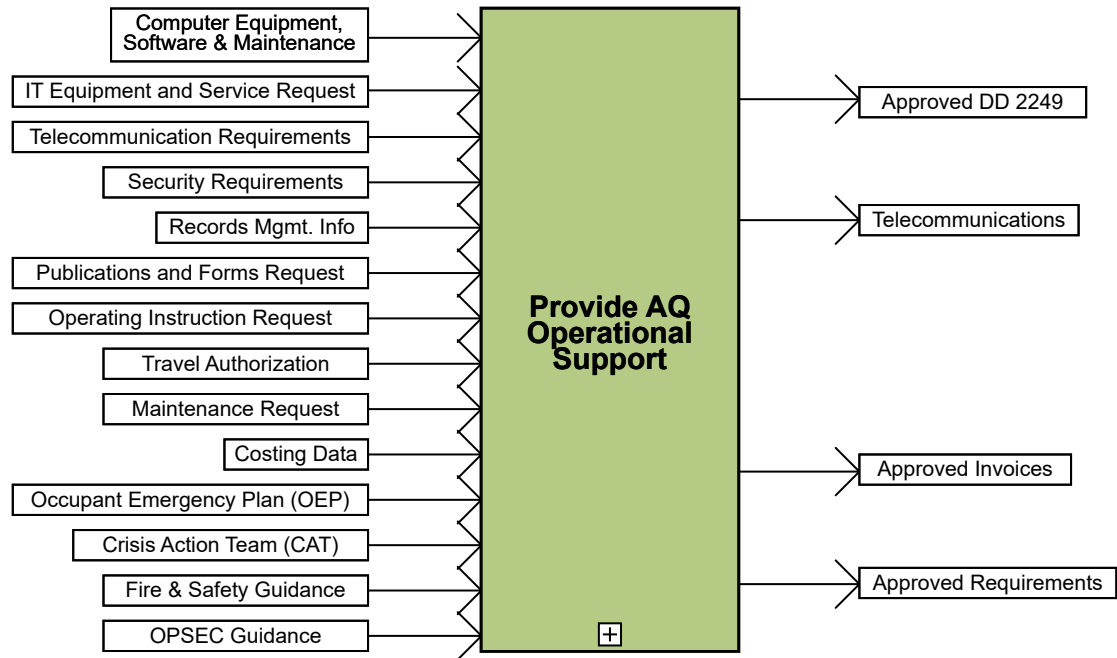 Computer Equipment,
Software & Maintenance
IT Equipment and Service Request
Telecommunication Requirements
Security Requirements
Records Mgmt. Info
Publications and Forms Request
Operating Instruction Request
Travel Authorization
Maintenance Request
Costing Data
Occupant Emergency Plan (OEP)
Crisis Action Team (CAT)
Fire & Safety Guidance
OPSEC Guidance
Provide AQ
Operational
Support
Approved DD 2249
Telecommunications
Approved Invoices
Approved Requirements